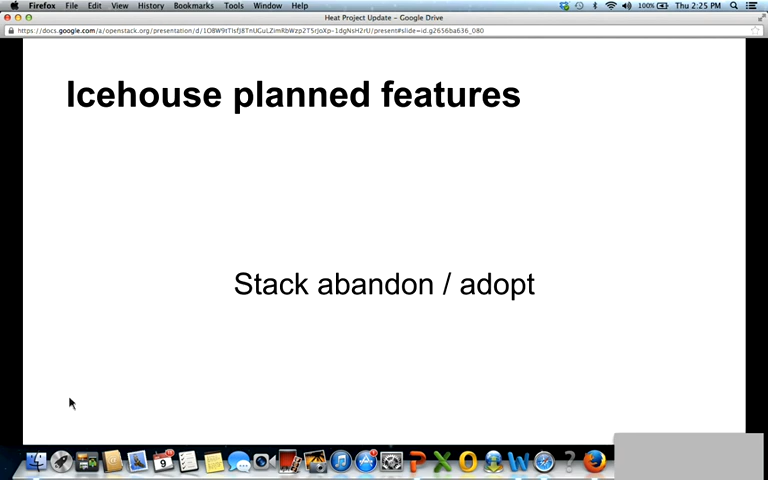 Firefox File Edit View History Bookmarks Tools Window Help 100% Thu 2:25 PM
Heat Project Update - Google Drive
Icehouse planned features
Stack abandon / adopt